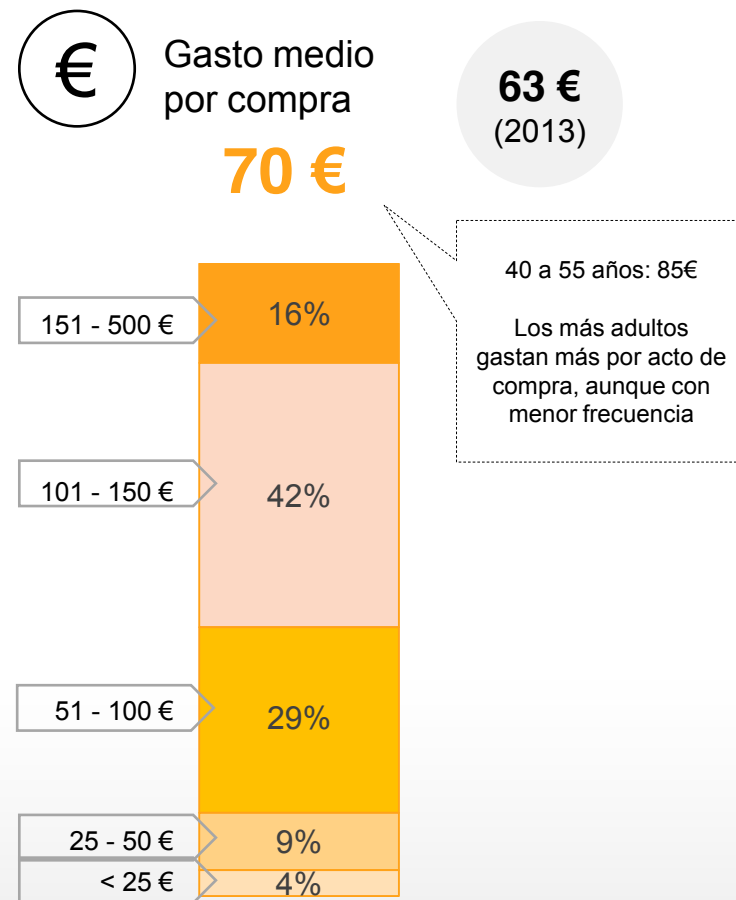 €
Gasto medio
por compra
70 €
63 €
(2013)
40 a 55 años: 85€
Los más adultos
gastan más por acto de
compra, aunque con
menor frecuencia
151 - 500 €
16%
101 - 150 €
42%
51 - 100 €
29%
25 - 50 €
9%
< 25 €
4%